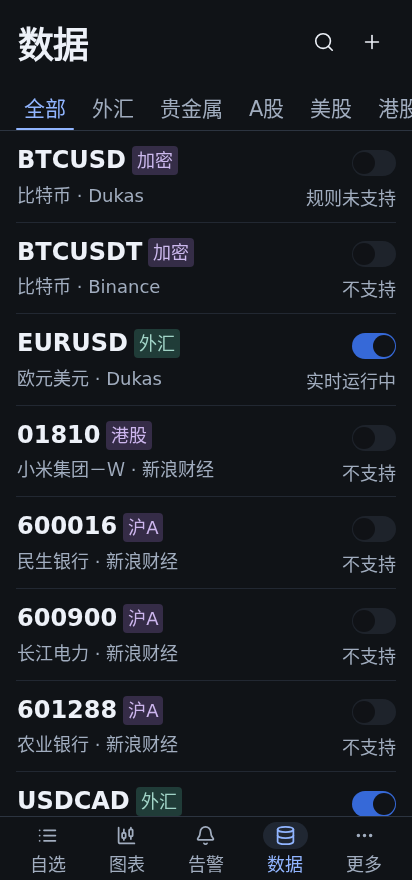 数据
全部 外汇 贵金属 A股 美股 港股
BTCUSD 加密
比特币 · Dukas 规则未支持
BTCUSDT 加密
比特币 · Binance 不支持
EURUSD 外汇
欧元美元 · Dukas 实时运行中
01810 港股
小米集团－W · 新浪财经 不支持
600016 沪A
民生银行 · 新浪财经 不支持
600900 沪A
长江电力 · 新浪财经 不支持
601288 沪A
农业银行 · 新浪财经 不支持
USDCAD 外汇
自选 图表 告警 数据 更多